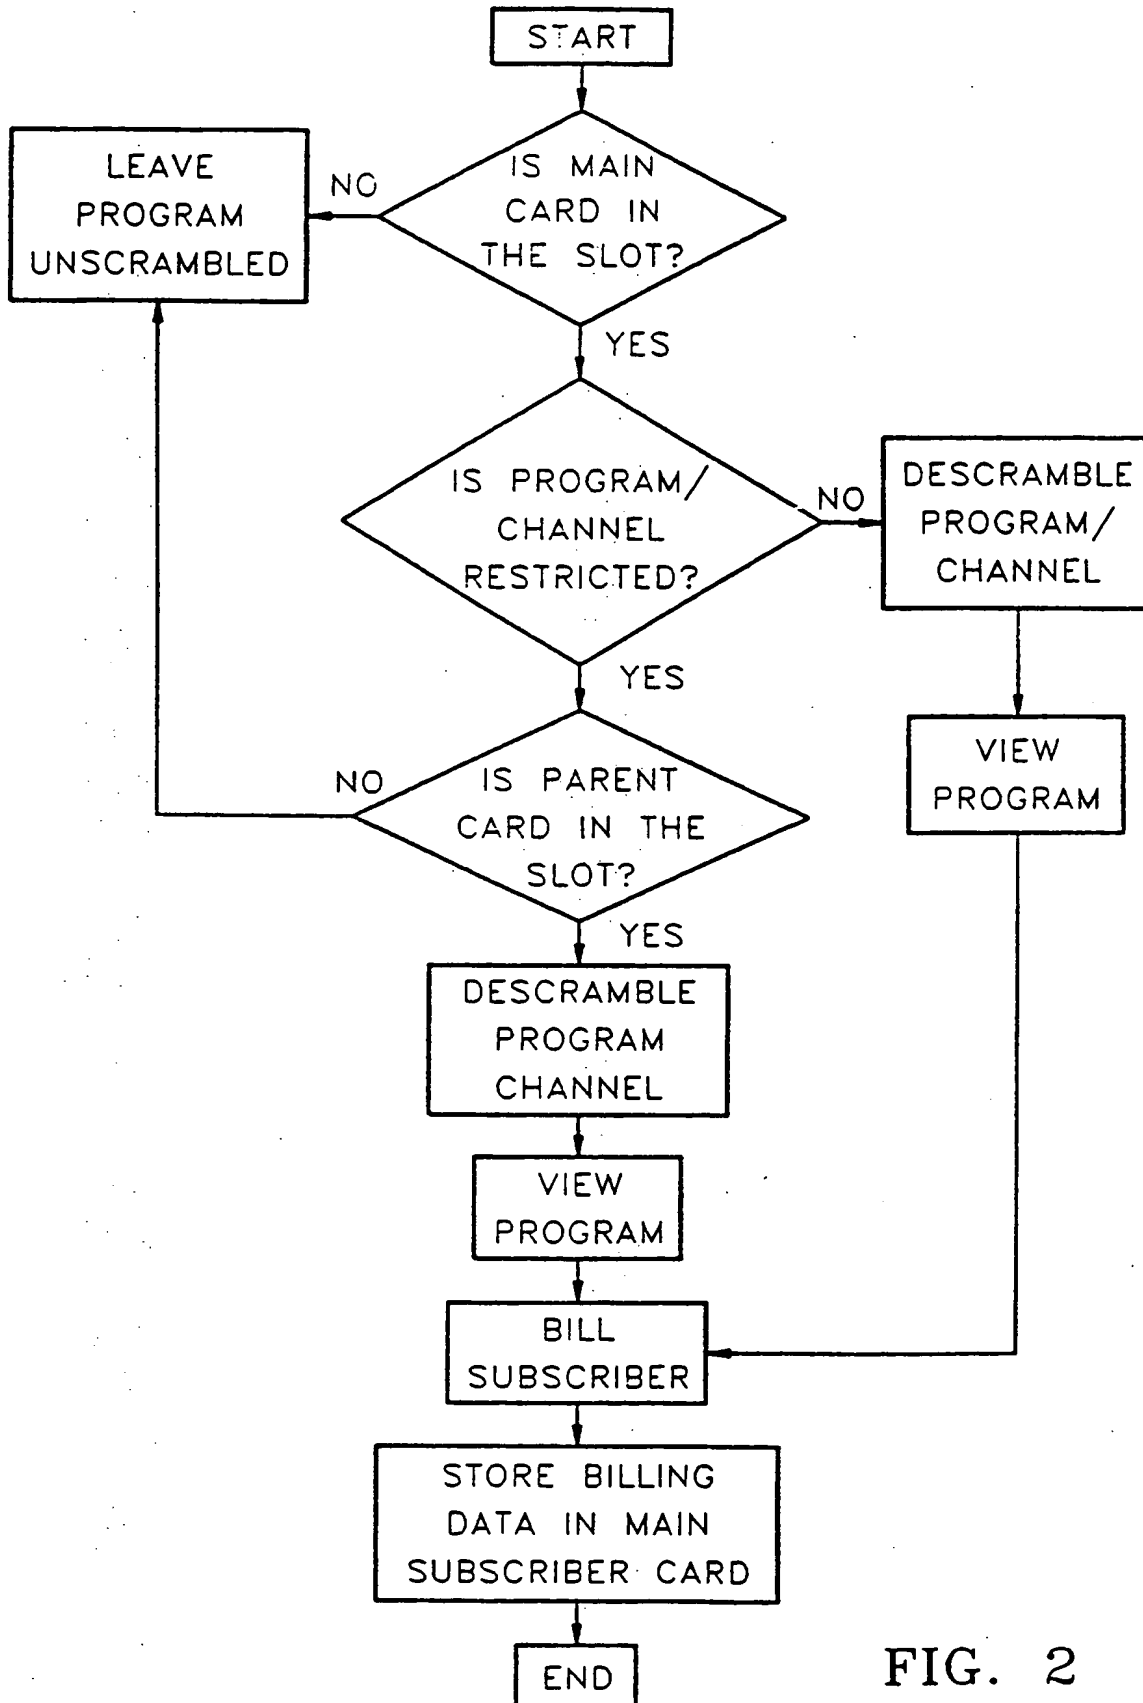 START
IS MAIN
CARD IN
THE SLOT?
NO
LEAVE
PROGRAM
UNSCRAMBLED
YES
IS PROGRAM/
CHANNEL
RESTRICTED?
NO
DESCRAMBLE
PROGRAM/
CHANNEL
VIEW
PROGRAM
YES
IS PARENT
CARD IN THE
SLOT?
NO
YES
DESCRAMBLE
PROGRAM
CHANNEL
VIEW
PROGRAM
BILL
SUBSCRIBER
STORE BILLING
DATA IN MAIN
SUBSCRIBER CARD
END
FIG. 2